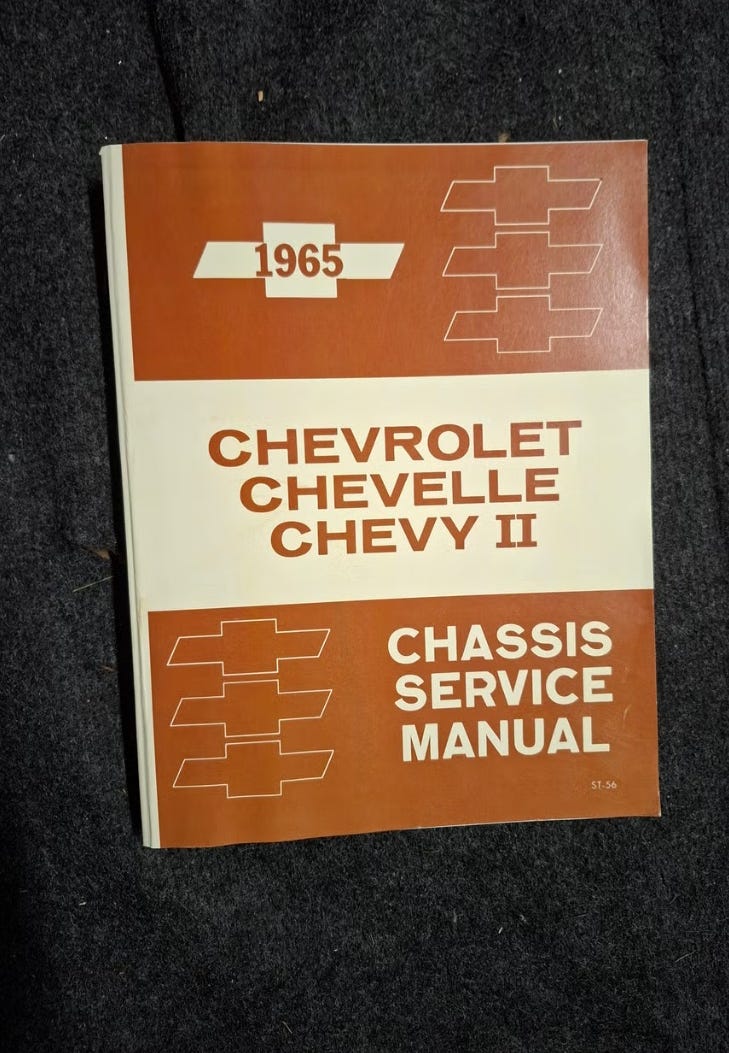 1965
CHEVROLET
CHEVELLE
CHEVY II
CHASSIS
SERVICE
MANUAL
ST-56